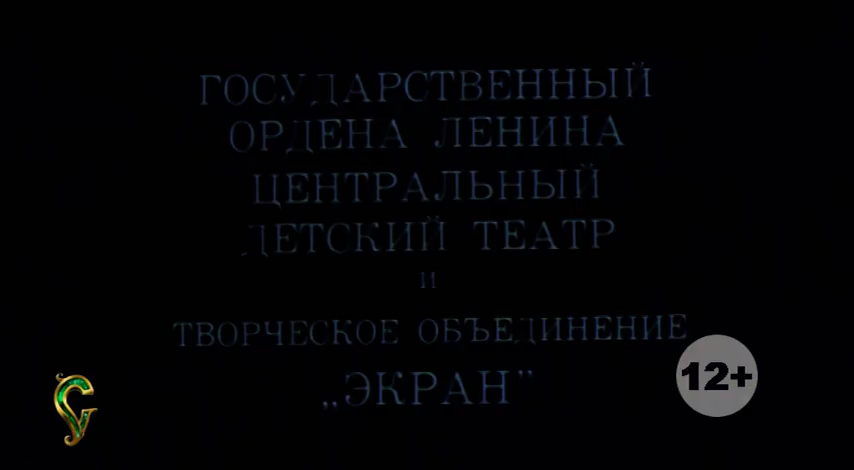 ГОСУДАРСТВЕННЫЙ
ОРДЕНА ЛЕНИНА
ЦЕНТРАЛЬНЫЙ
ДЕТСКИЙ ТЕАТР
И
ТВОРЧЕСКОЕ ОБЪЕДИНЕНИЕ
„ЭКРАН”
12+